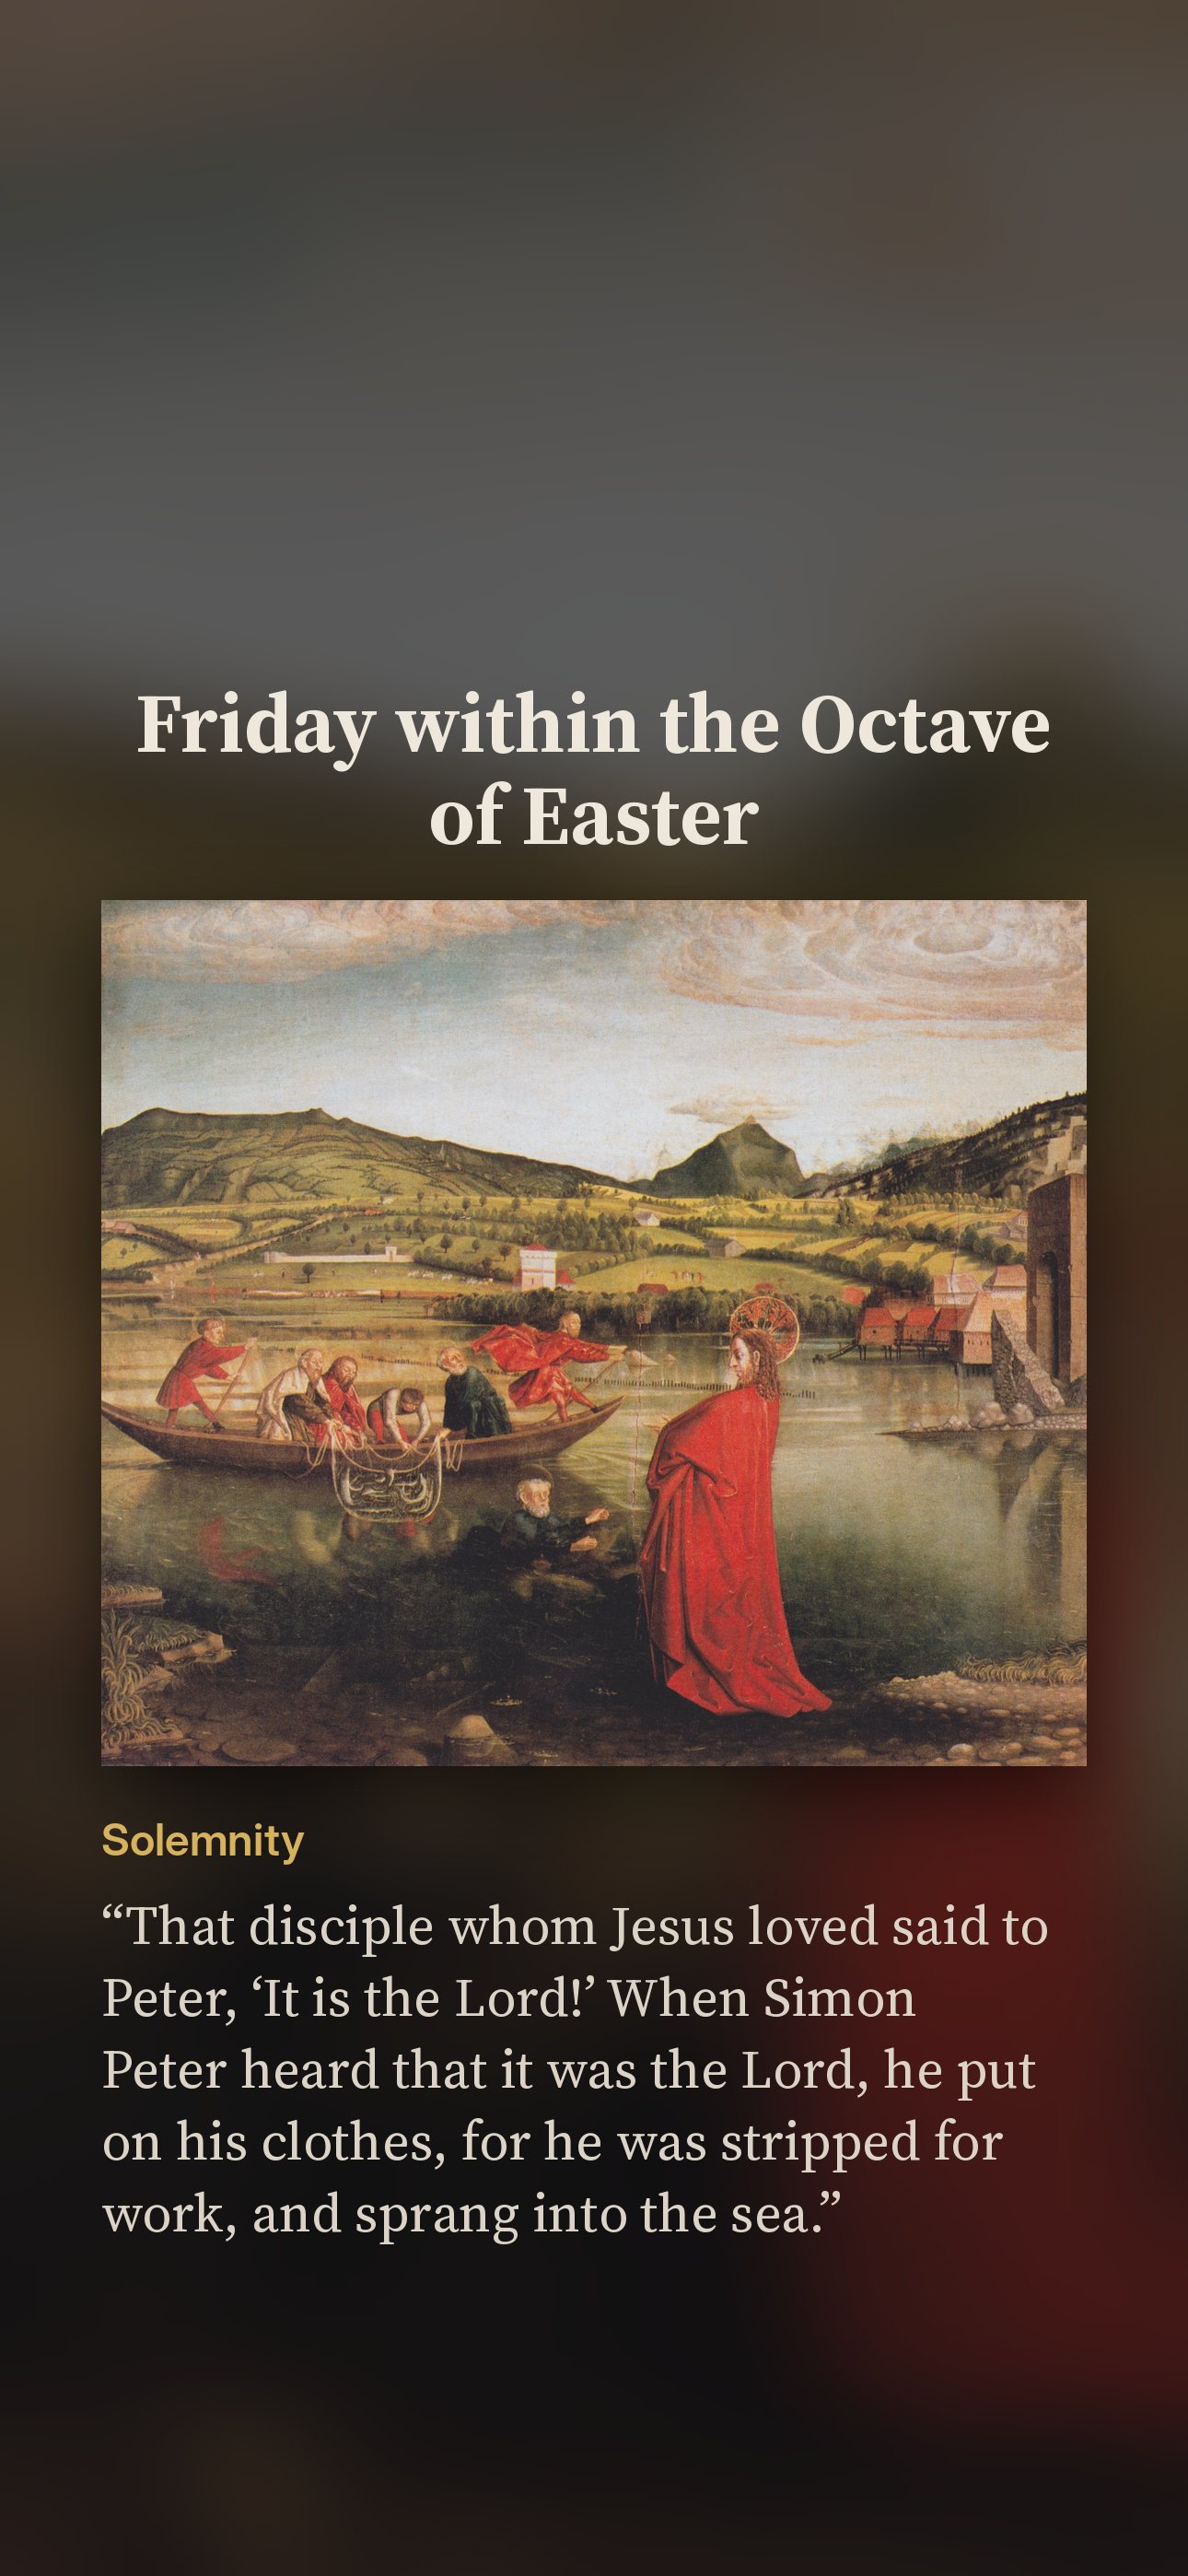 Friday within the Octave
of Easter
Solemnity
“That disciple whom Jesus loved said to
Peter, ‘It is the Lord!’ When Simon
Peter heard that it was the Lord, he put
on his clothes, for he was stripped for
work, and sprang into the sea.”